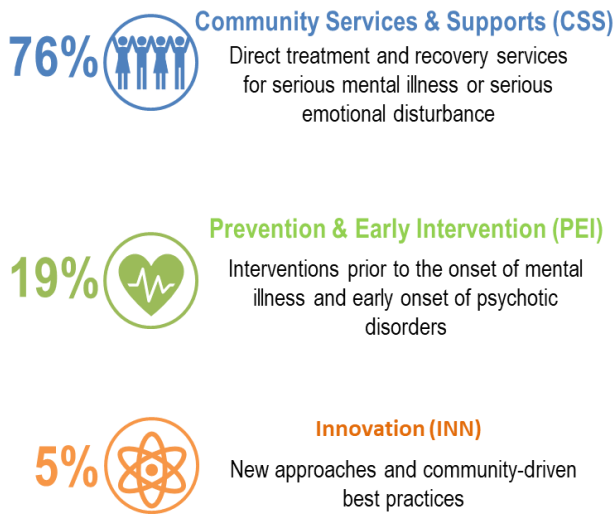 76%
Community Services & Supports (CSS)
Direct treatment and recovery services
for serious mental illness or serious
emotional disturbance
19%
Prevention & Early Intervention (PEI)
Interventions prior to the onset of mental
illness and early onset of psychotic
disorders
5%
Innovation (INN)
New approaches and community-driven
best practices